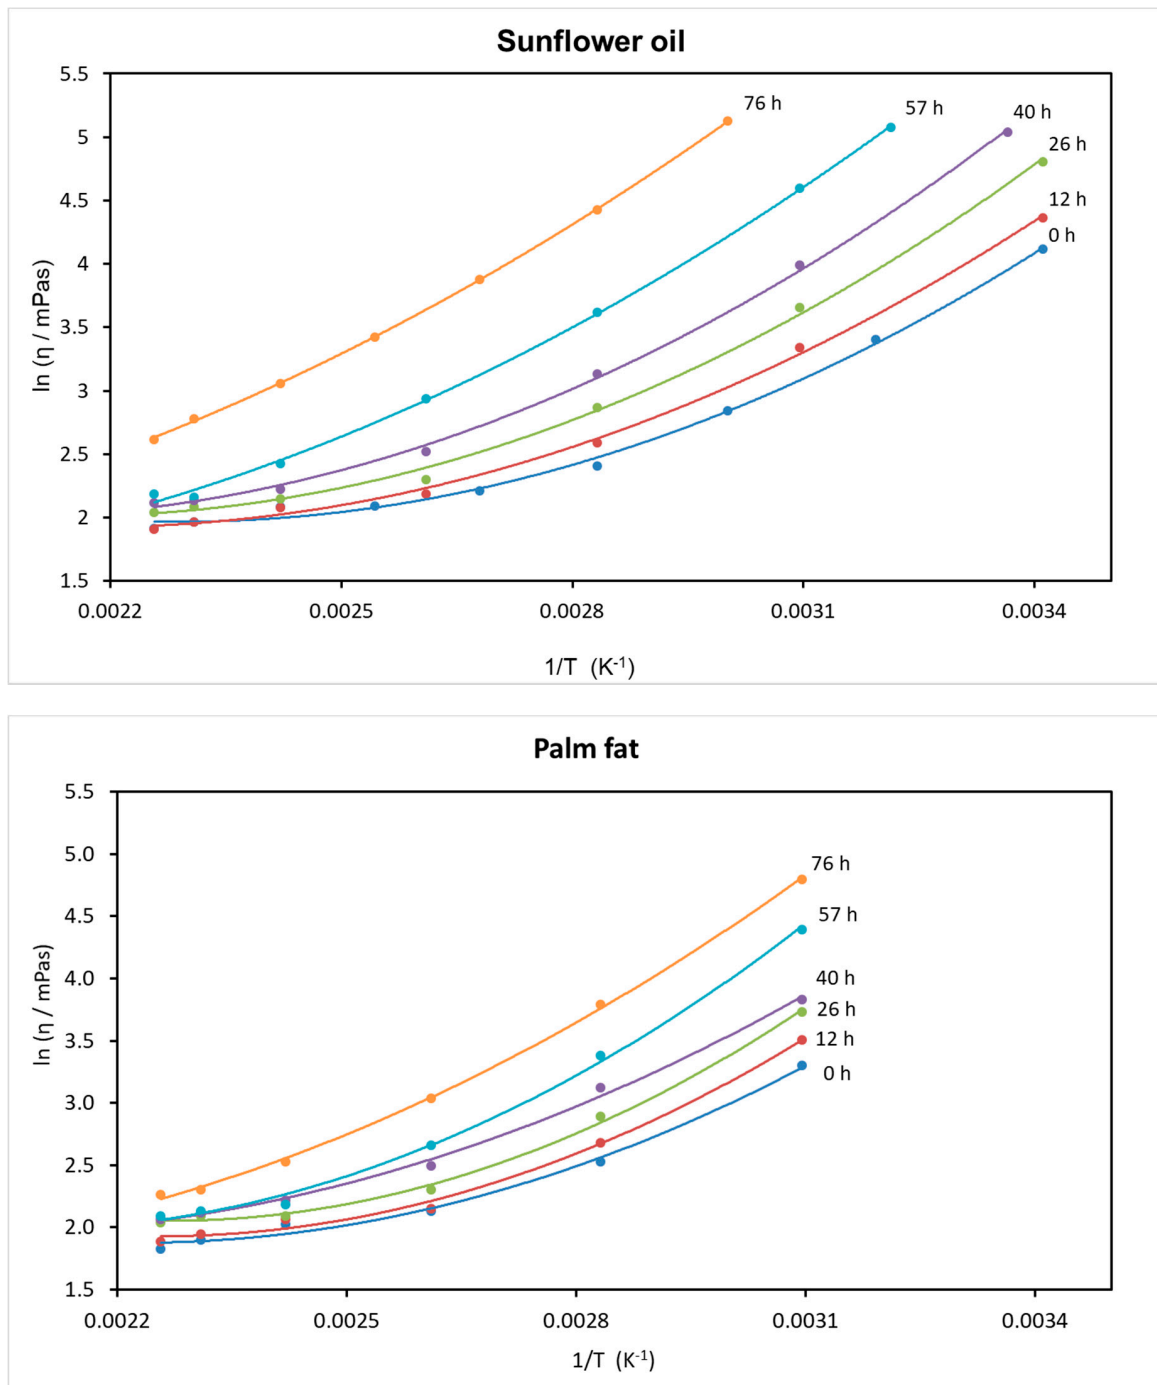 Sunflower oil
5.5
5
4.5
4
3.5
3
2.5
2
1.5
ln (η / mPas)
76 h
57 h
40 h
26 h
12 h
0 h
0.0022 0.0025 0.0028 0.0031 0.0034
1/T (K⁻¹)
Palm fat
5.5
5.0
4.5
4.0
3.5
3.0
2.5
2.0
1.5
ln (η / mPas)
76 h
57 h
40 h
26 h
12 h
0 h
0.0022 0.0025 0.0028 0.0031 0.0034
1/T (K⁻¹)